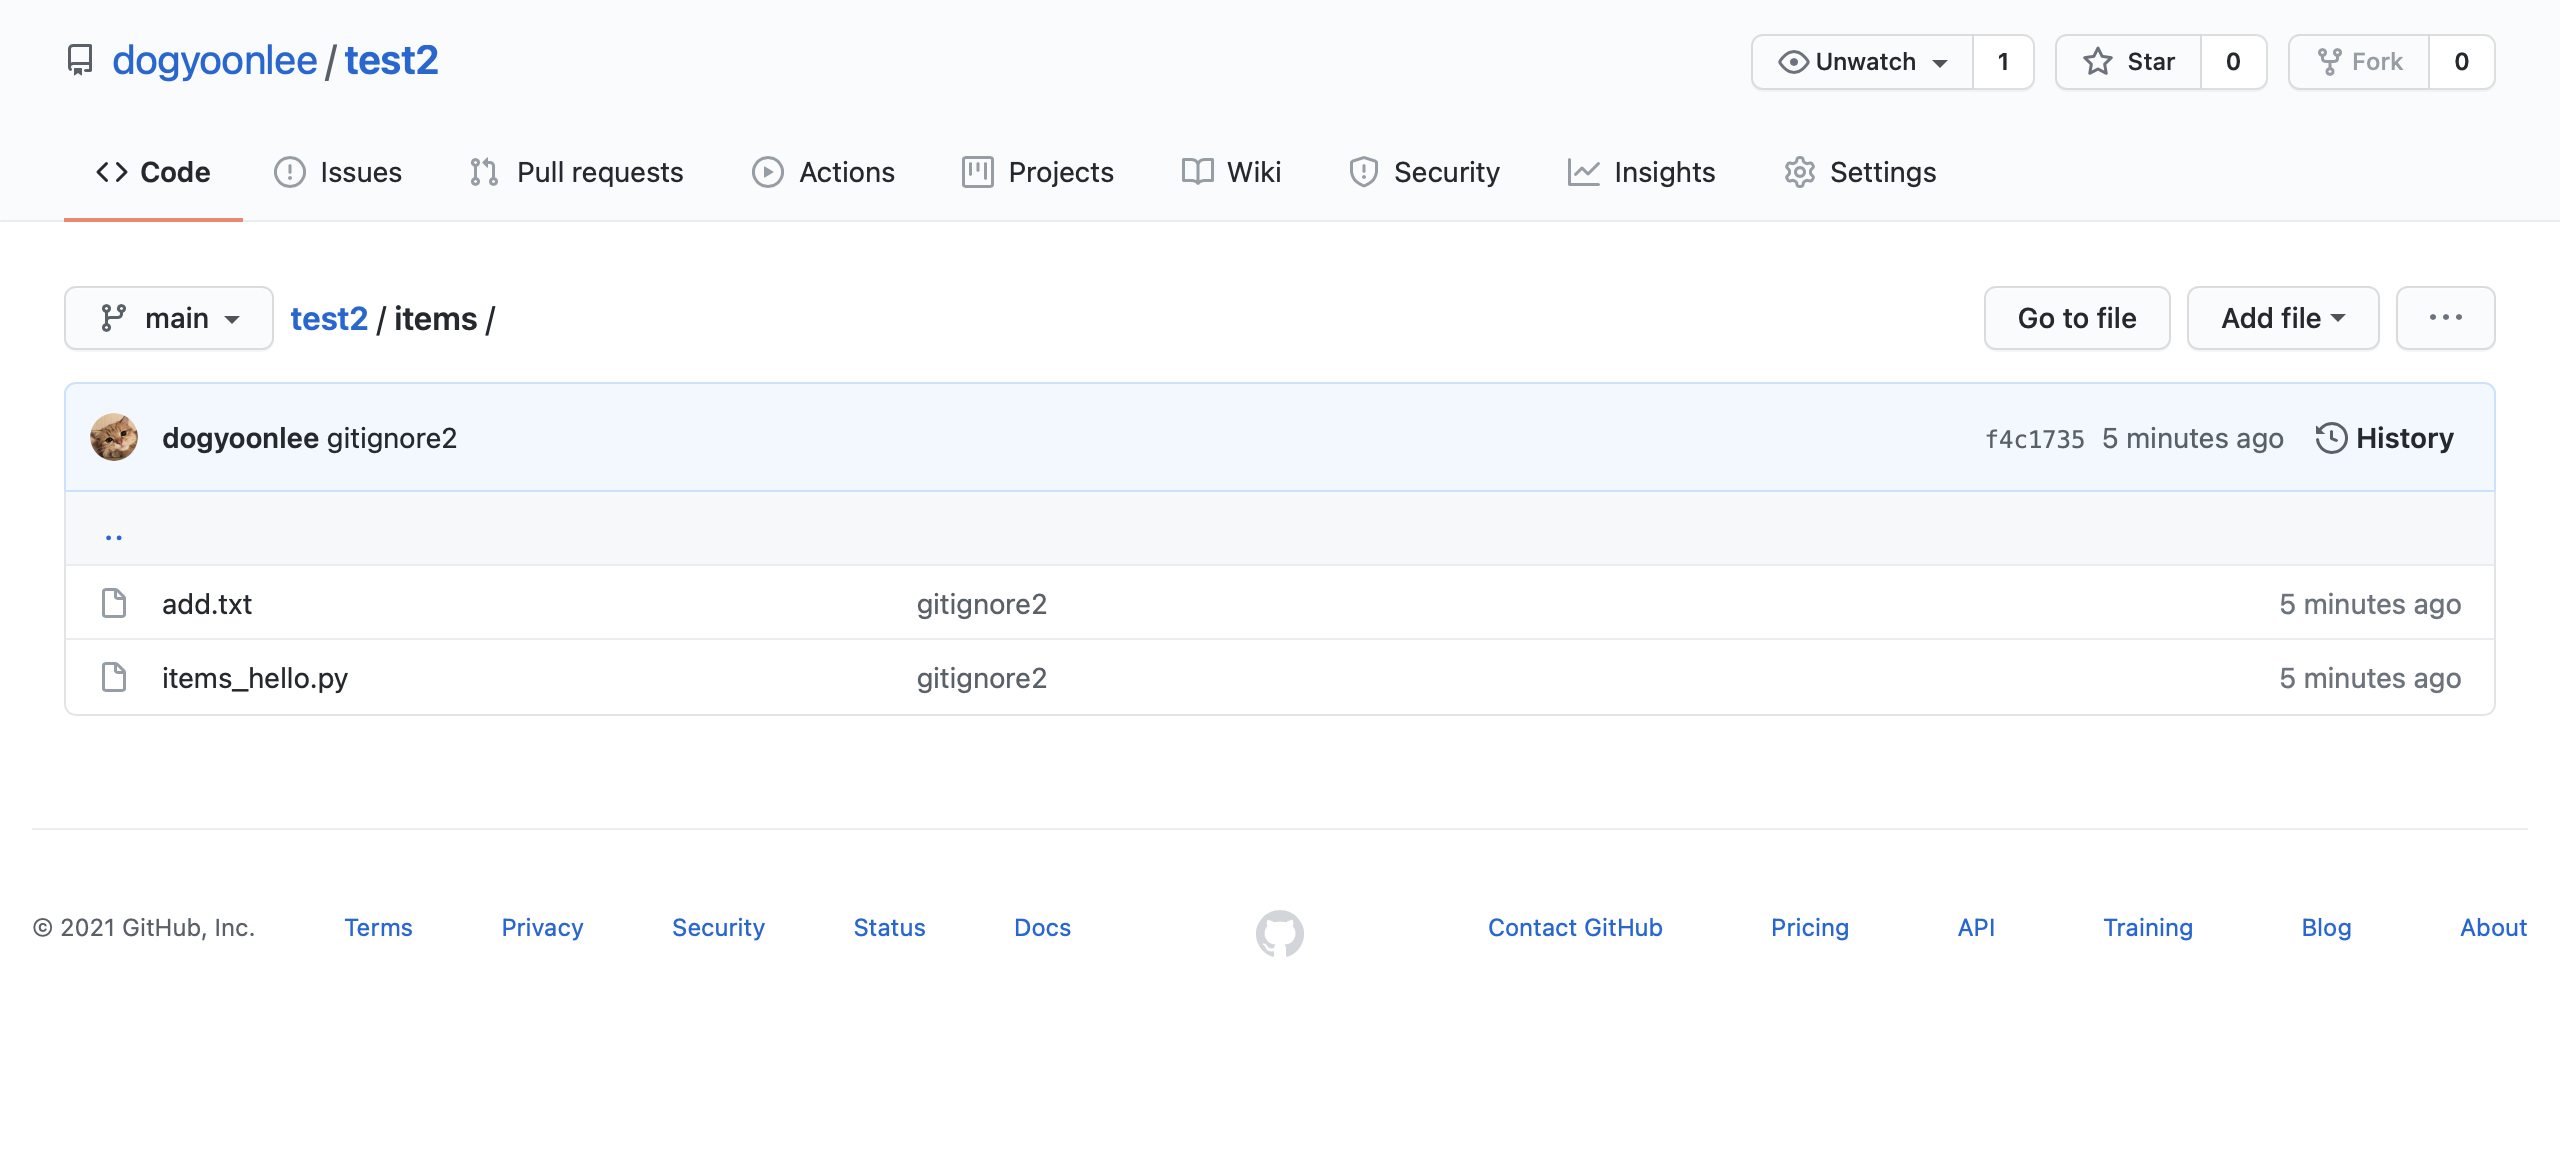 dogyoonlee / test2
Unwatch 1 Star 0 Fork 0
Code Issues Pull requests Actions Projects Wiki Security Insights Settings
main test2 / items / Go to file Add file ···
dogyoonlee gitignore2 f4c1735 5 minutes ago History
..
add.txt gitignore2 5 minutes ago
items_hello.py gitignore2 5 minutes ago
© 2021 GitHub, Inc. Terms Privacy Security Status Docs Contact GitHub Pricing API Training Blog About